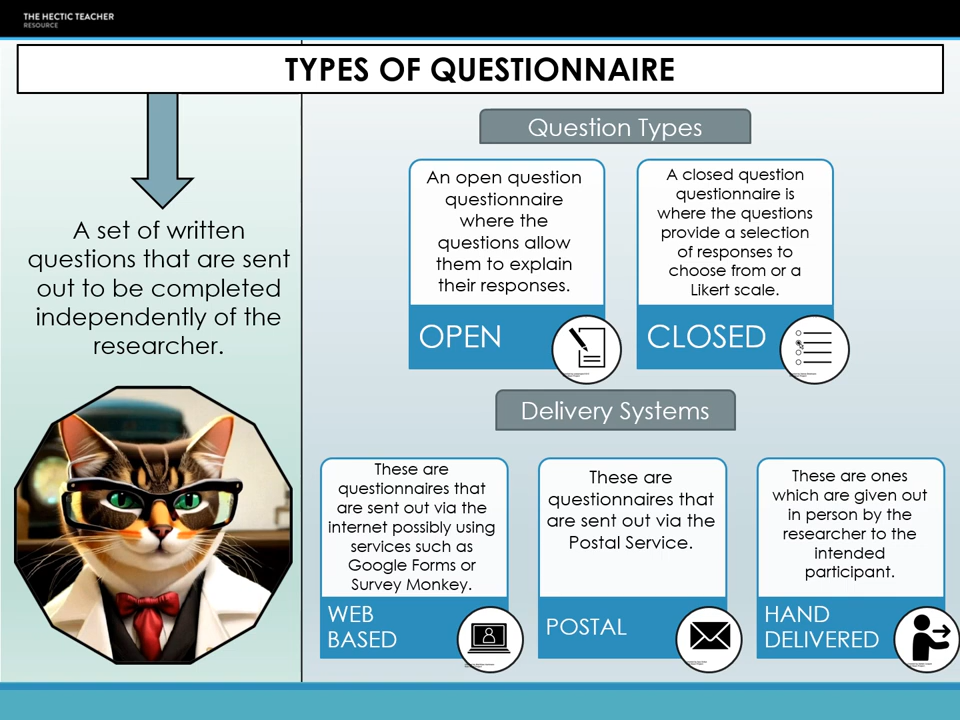 THE HECTIC TEACHER
RESOURCE
TYPES OF QUESTIONNAIRE
A set of written
questions that are sent
out to be completed
independently of the
researcher.
Question Types
An open question
questionnaire
where the
questions allow
them to explain
their responses.
OPEN
A closed question
questionnaire is
where the questions
provide a selection
of responses to
choose from or a
Likert scale.
CLOSED
Delivery Systems
These are
questionnaires that
are sent out via the
internet possibly using
services such as
Google Forms or
Survey Monkey.
WEB
BASED
These are
questionnaires that
are sent out via the
Postal Service.
POSTAL
These are ones
which are given out
in person by the
researcher to the
intended
participant.
HAND
DELIVERED